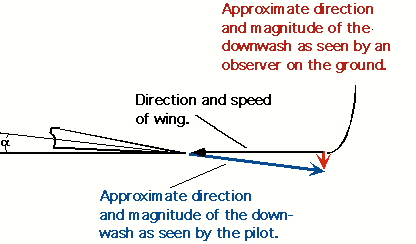 Approximate direction
and magnitude of the
downwash as seen by an
observer on the ground.
Direction and speed
of wing.
α
Approximate direction
and magnitude of the down-
wash as seen by the pilot.